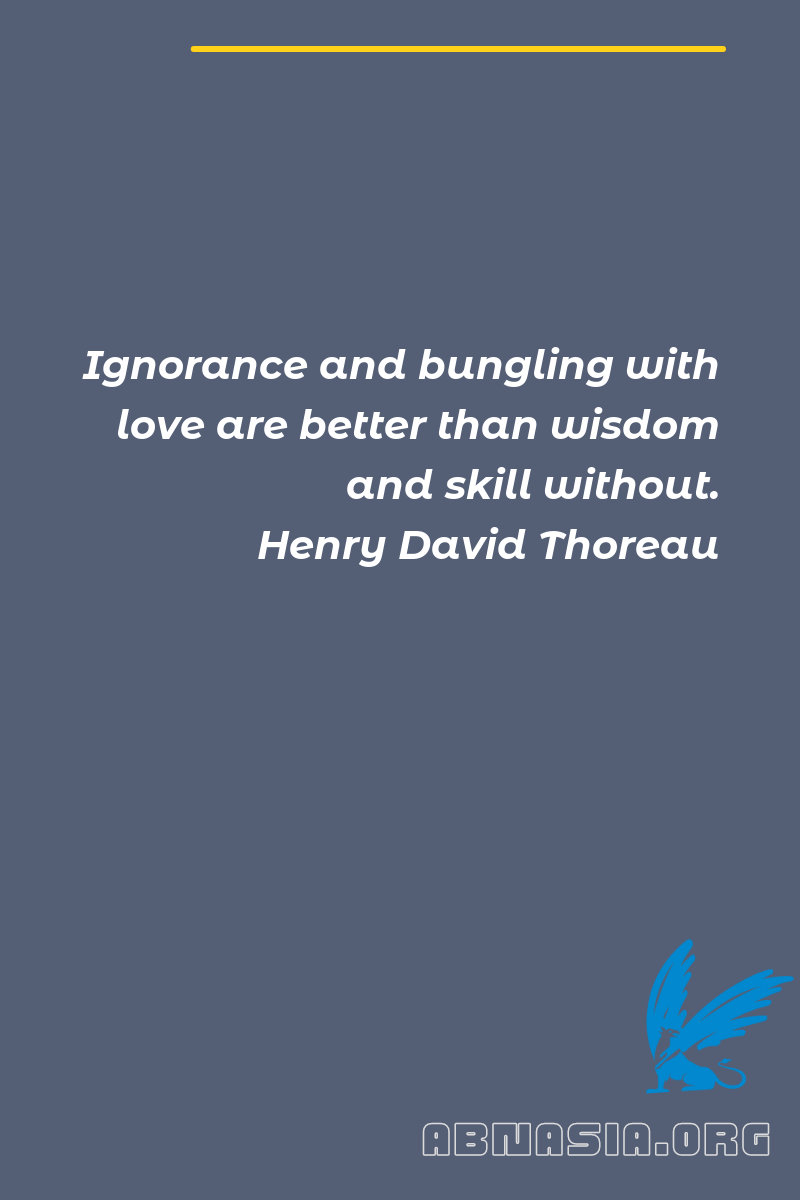 Ignorance and bungling with
love are better than wisdom
and skill without.
Henry David Thoreau
ABNASIA.ORG